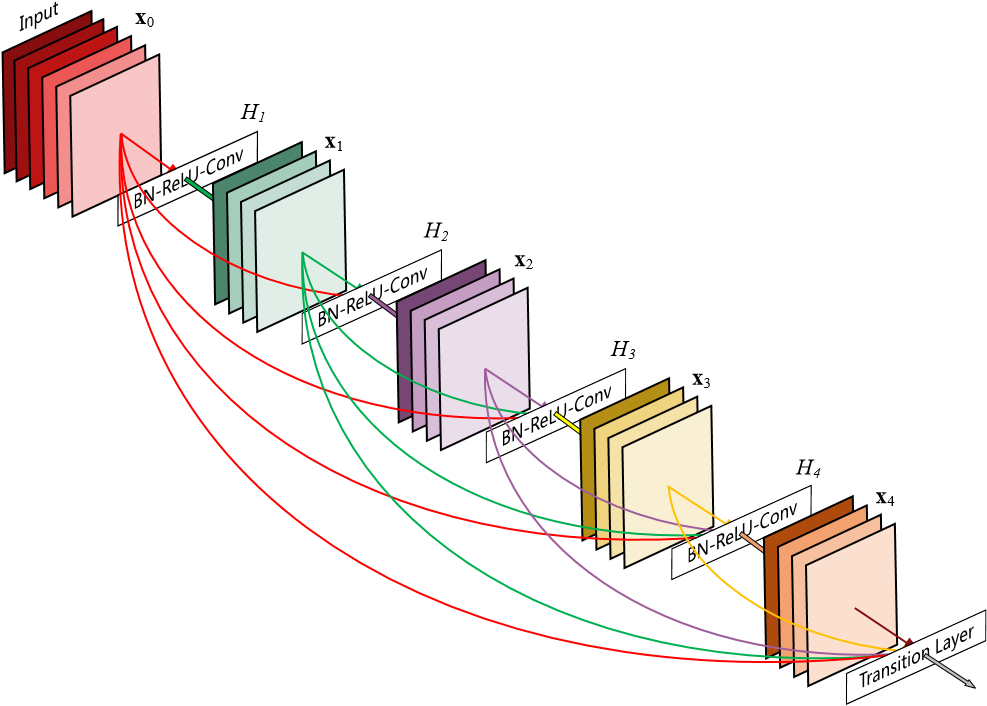 Input
x0
H1
BN-ReLU-Conv
x1
H2
BN-ReLU-Conv
x2
H3
BN-ReLU-Conv
x3
H4
BN-ReLU-Conv
x4
Transition Layer